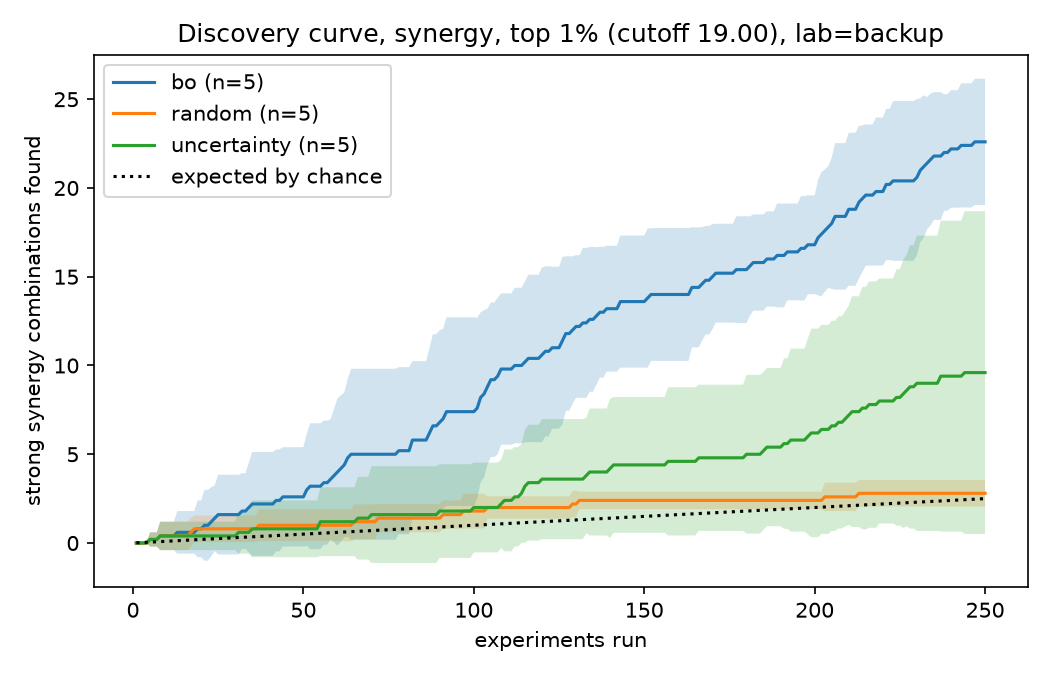 Discovery curve, synergy, top 1% (cutoff 19.00), lab=backup
bo (n=5)
random (n=5)
uncertainty (n=5)
expected by chance
strong synergy combinations found
25
20
15
10
5
0
0 50 100 150 200 250
experiments run